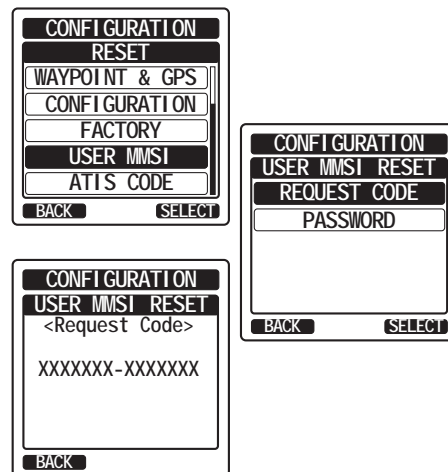 CONFIGURATION
RESET
WAYPOINT & GPS
CONFIGURATION
FACTORY
USER MMSI
ATIS CODE
BACK SELECT
CONFIGURATION
USER MMSI RESET
REQUEST CODE
PASSWORD
BACK SELECT
CONFIGURATION
USER MMSI RESET
<Request Code>
XXXXXXX-XXXXXXX
BACK